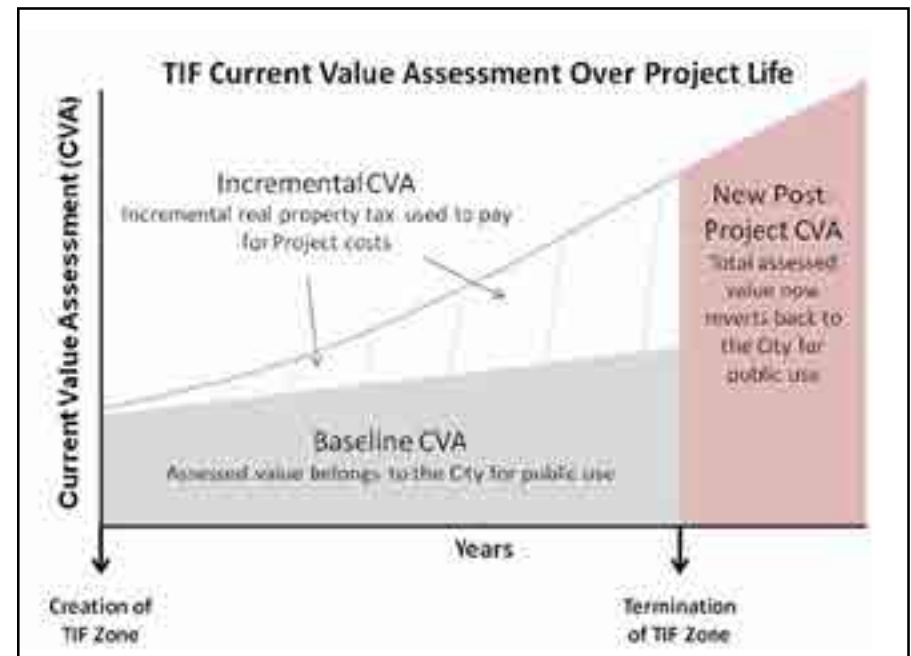 TIF Current Value Assessment Over Project Life
Current Value Assessment (CVA)
Incremental CVA
Incremental real property tax used to pay
for Project costs
New Post
Project CVA
Total assessed
value now
reverts back to
the City for
public use
Baseline CVA
Assessed value belongs to the City for public use
Years
Creation of
TIF Zone
Termination
of TIF Zone